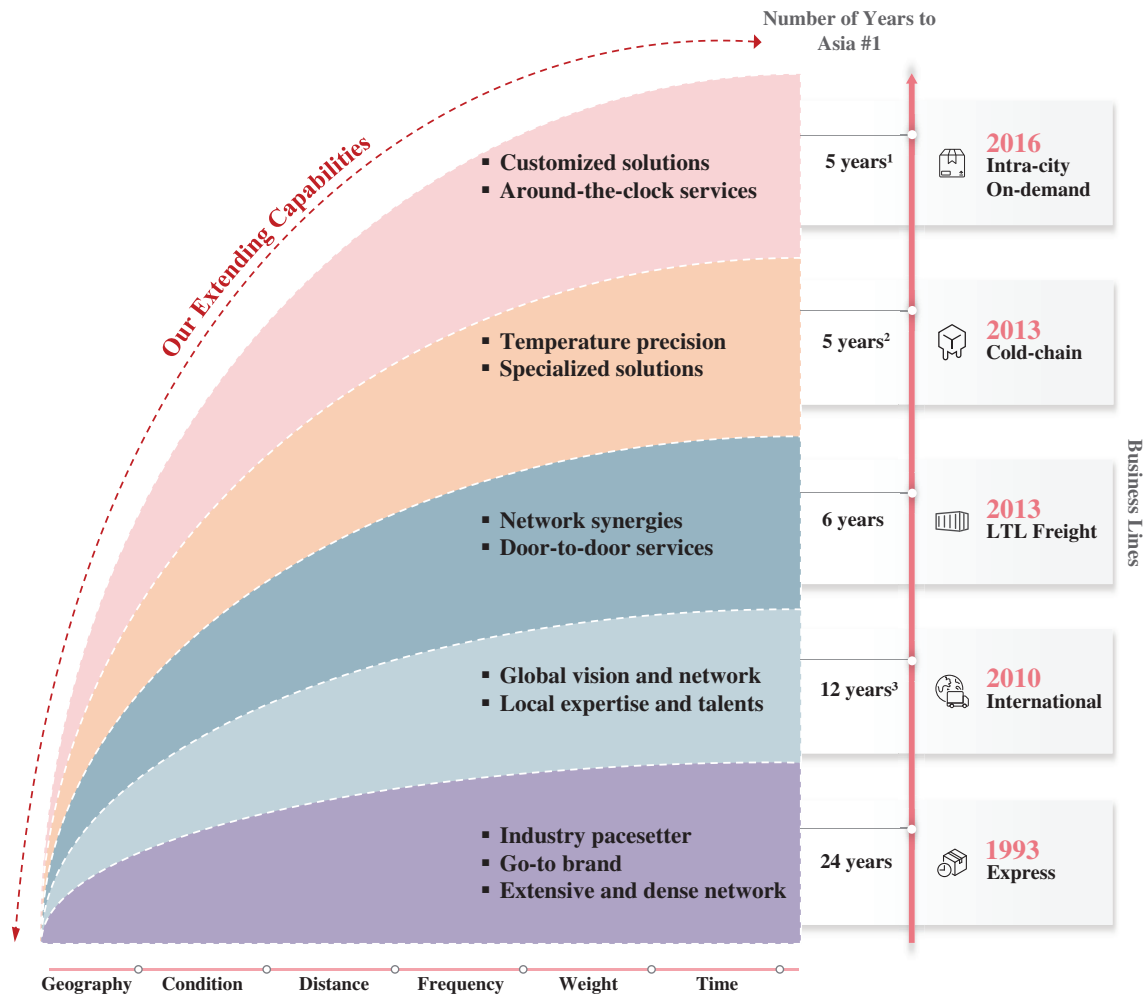 Number of Years to
Asia #1
Our Extending Capabilities
▪ Customized solutions
▪ Around-the-clock services
5 years¹
2016
Intra-city
On-demand
▪ Temperature precision
▪ Specialized solutions
5 years²
2013
Cold-chain
▪ Network synergies
▪ Door-to-door services
6 years
2013
LTL Freight
Business Lines
▪ Global vision and network
▪ Local expertise and talents
12 years³
2010
International
▪ Industry pacesetter
▪ Go-to brand
▪ Extensive and dense network
24 years
1993
Express
Geography Condition Distance Frequency Weight Time